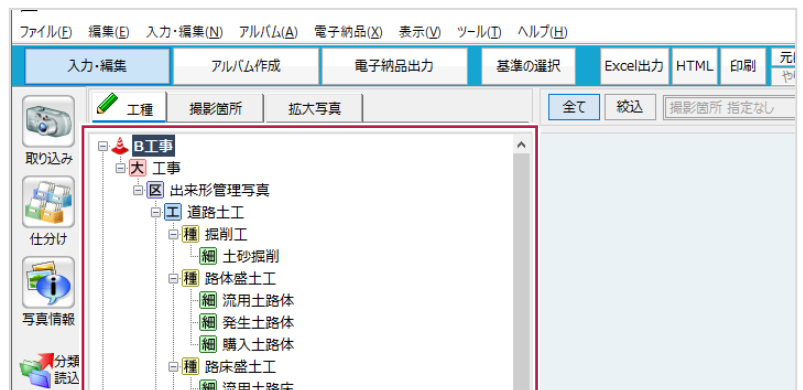 ファイル(F) 編集(E) 入力・編集(N) アルバム(A) 電子納品(X) 表示(V) ツール(T) ヘルプ(H)
入力・編集 アルバム作成 電子納品出力 基準の選択 Excel出力 HTML 印刷
工種 撮影箇所 拡大写真 全て 絞込 撮影箇所 指定なし
取り込み
仕分け
写真情報
分類
読込
B工事
大 工事
区 出来形管理写真
工 道路土工
種 掘削工
細 土砂掘削
種 路体盛土工
細 流用土路体
細 発生土路体
細 購入土路体
種 路床盛土工
細 流用土路床